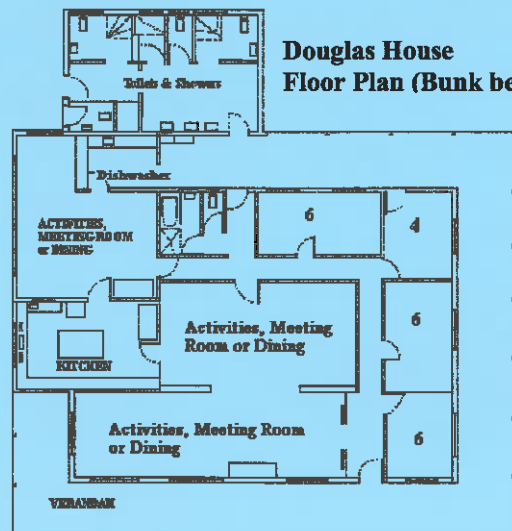 Douglas House
Floor Plan (Bunk be
Toilets & Showers
Dishwasher
ACTIVITIES,
MEETING ROOM
or DINING
6
4
6
6
KITCHEN
Activities, Meeting
Room or Dining
Activities, Meeting Room
or Dining
VERANDAH